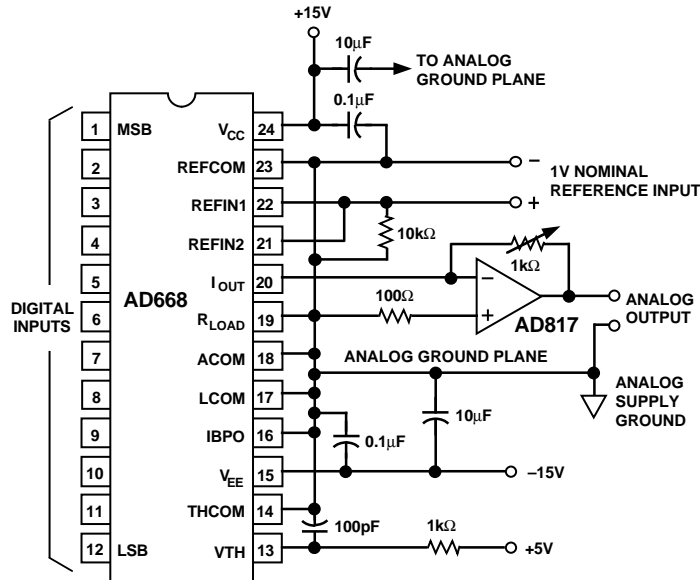 +15V
10µF
TO ANALOG
GROUND PLANE
0.1µF
1 MSB
VCC 24
2
REFCOM 23
–
1V NOMINAL
REFERENCE INPUT
3
REFIN1 22
+
4
REFIN2 21
10kΩ
1kΩ
5
IOUT 20
–
DIGITAL
INPUTS
AD668
6
RLOAD 19
100Ω
+
AD817
ANALOG
OUTPUT
7
ACOM 18
ANALOG GROUND PLANE
8
LCOM 17
ANALOG
SUPPLY
GROUND
9
IBPO 16
0.1µF
10µF
10
VEE 15
–15V
11
THCOM 14
100pF
1kΩ
12 LSB
VTH 13
+5V